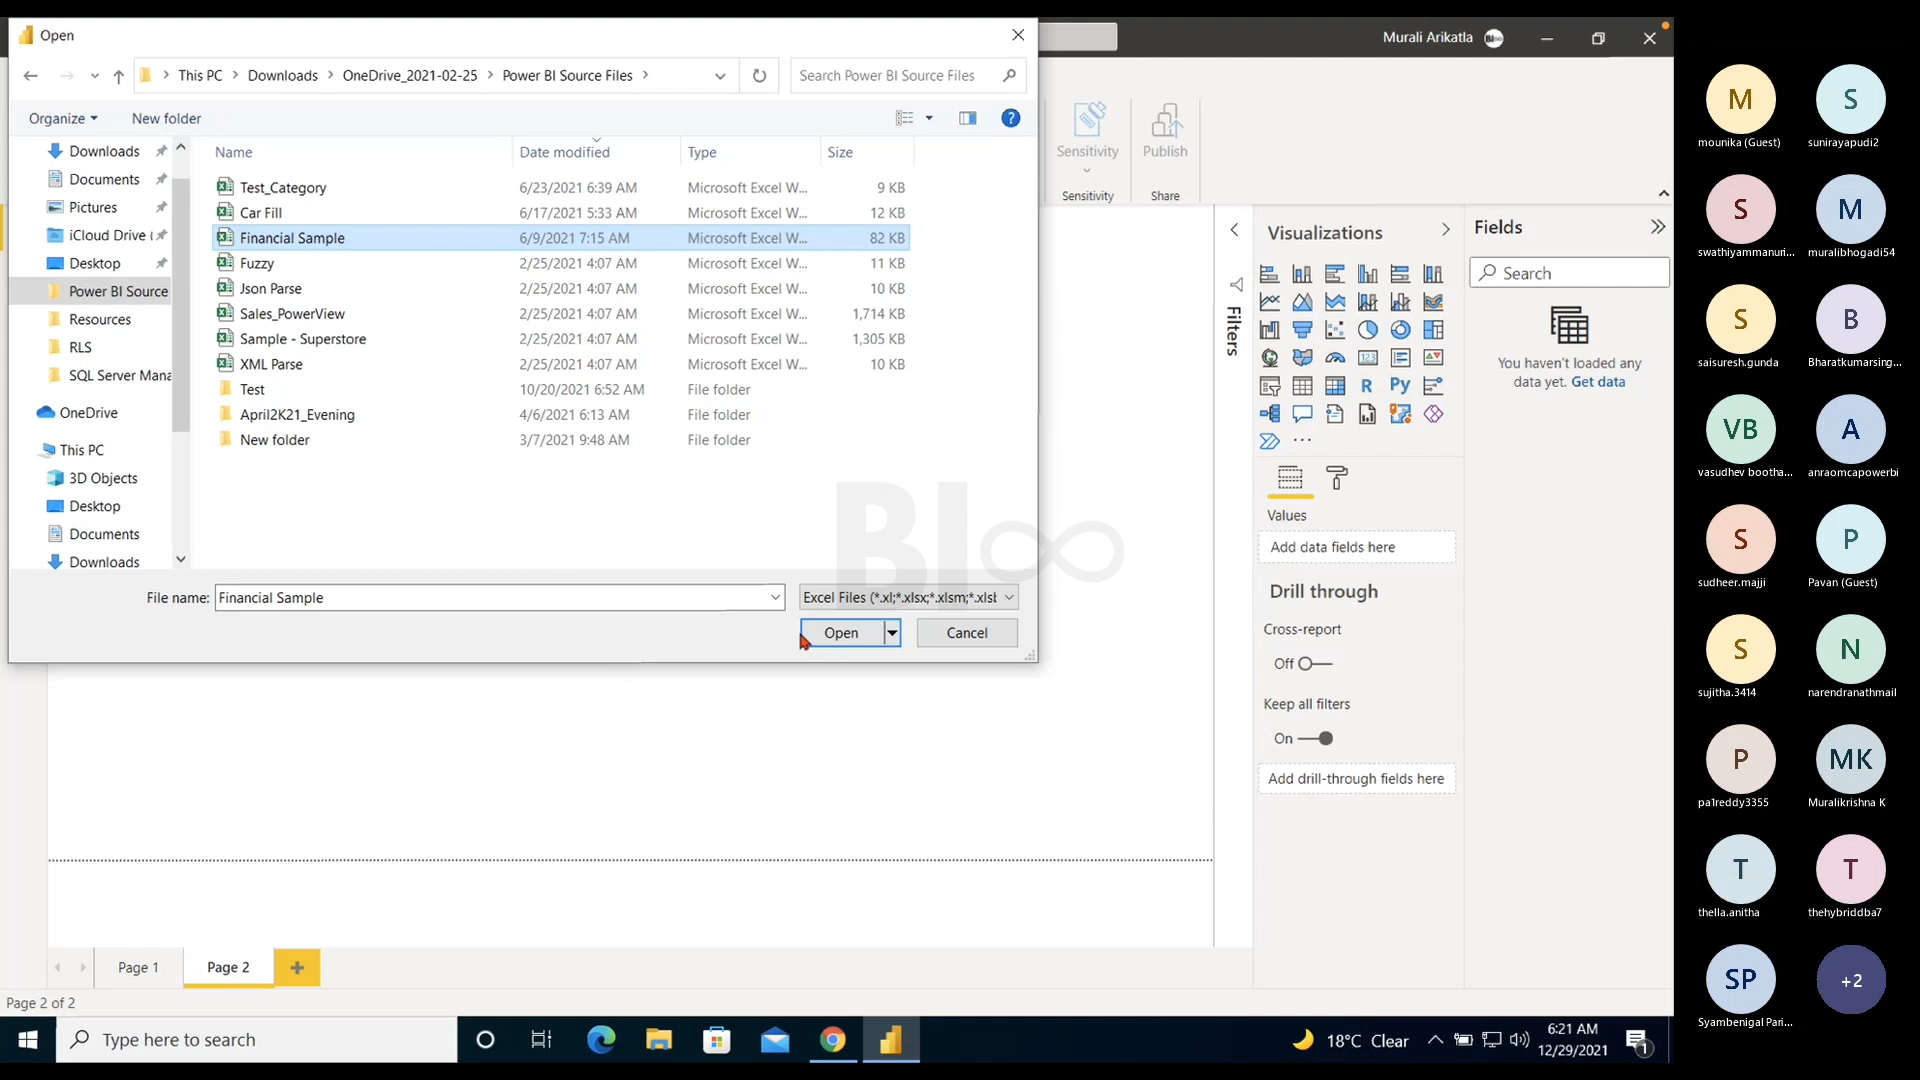 Open
Murali Arikatla
This PC
Downloads
OneDrive_2021-02-25
Power BI Source Files
Search Power BI Source Files
Organize
New folder
Name
Date modified
Type
Size
Downloads
Documents
Pictures
iCloud Drive (
Desktop
Power BI Source
Resources
RLS
SQL Server Mana
OneDrive
This PC
3D Objects
Desktop
Documents
Downloads
Test_Category 6/23/2021 6:39 AM Microsoft Excel W... 9 KB
Car Fill 6/17/2021 5:33 AM Microsoft Excel W... 12 KB
Financial Sample 6/9/2021 7:15 AM Microsoft Excel W... 82 KB
Fuzzy 2/25/2021 4:07 AM Microsoft Excel W... 11 KB
Json Parse 2/25/2021 4:07 AM Microsoft Excel W... 10 KB
Sales_PowerView 2/25/2021 4:07 AM Microsoft Excel W... 1,714 KB
Sample - Superstore 2/25/2021 4:07 AM Microsoft Excel W... 1,305 KB
XML Parse 2/25/2021 4:07 AM Microsoft Excel W... 10 KB
Test 10/20/2021 6:52 AM File folder
April2K21_Evening 4/6/2021 6:13 AM File folder
New folder 3/7/2021 9:48 AM File folder
BI
File name: Financial Sample
Excel Files (*.xl;*.xlsx;*.xlsm;*.xlsb
Open
Cancel
Sensitivity
Publish
Sensitivity
Share
Filters
Visualizations
R
Py
123
Values
Add data fields here
Drill through
Cross-report
Off
Keep all filters
On
Add drill-through fields here
Fields
Search
You haven't loaded any
data yet. Get data
Page 1
Page 2
Page 2 of 2
Type here to search
18°C Clear
6:21 AM
12/29/2021
1
M
mounika (Guest)
S
sunirayapudi2
S
swathiyammanuri...
M
muralibhogadi54
S
saisuresh.gunda
B
Bharatkumarsing...
VB
vasudhev bootha...
A
anraomcapowerbi
S
sudheer.majji
P
Pavan (Guest)
S
sujitha.3414
N
narendranathmail
P
pa1reddy3355
MK
Muralikrishna K
T
thella.anitha
T
thehybriddba7
SP
Syambenigal Pari...
+2